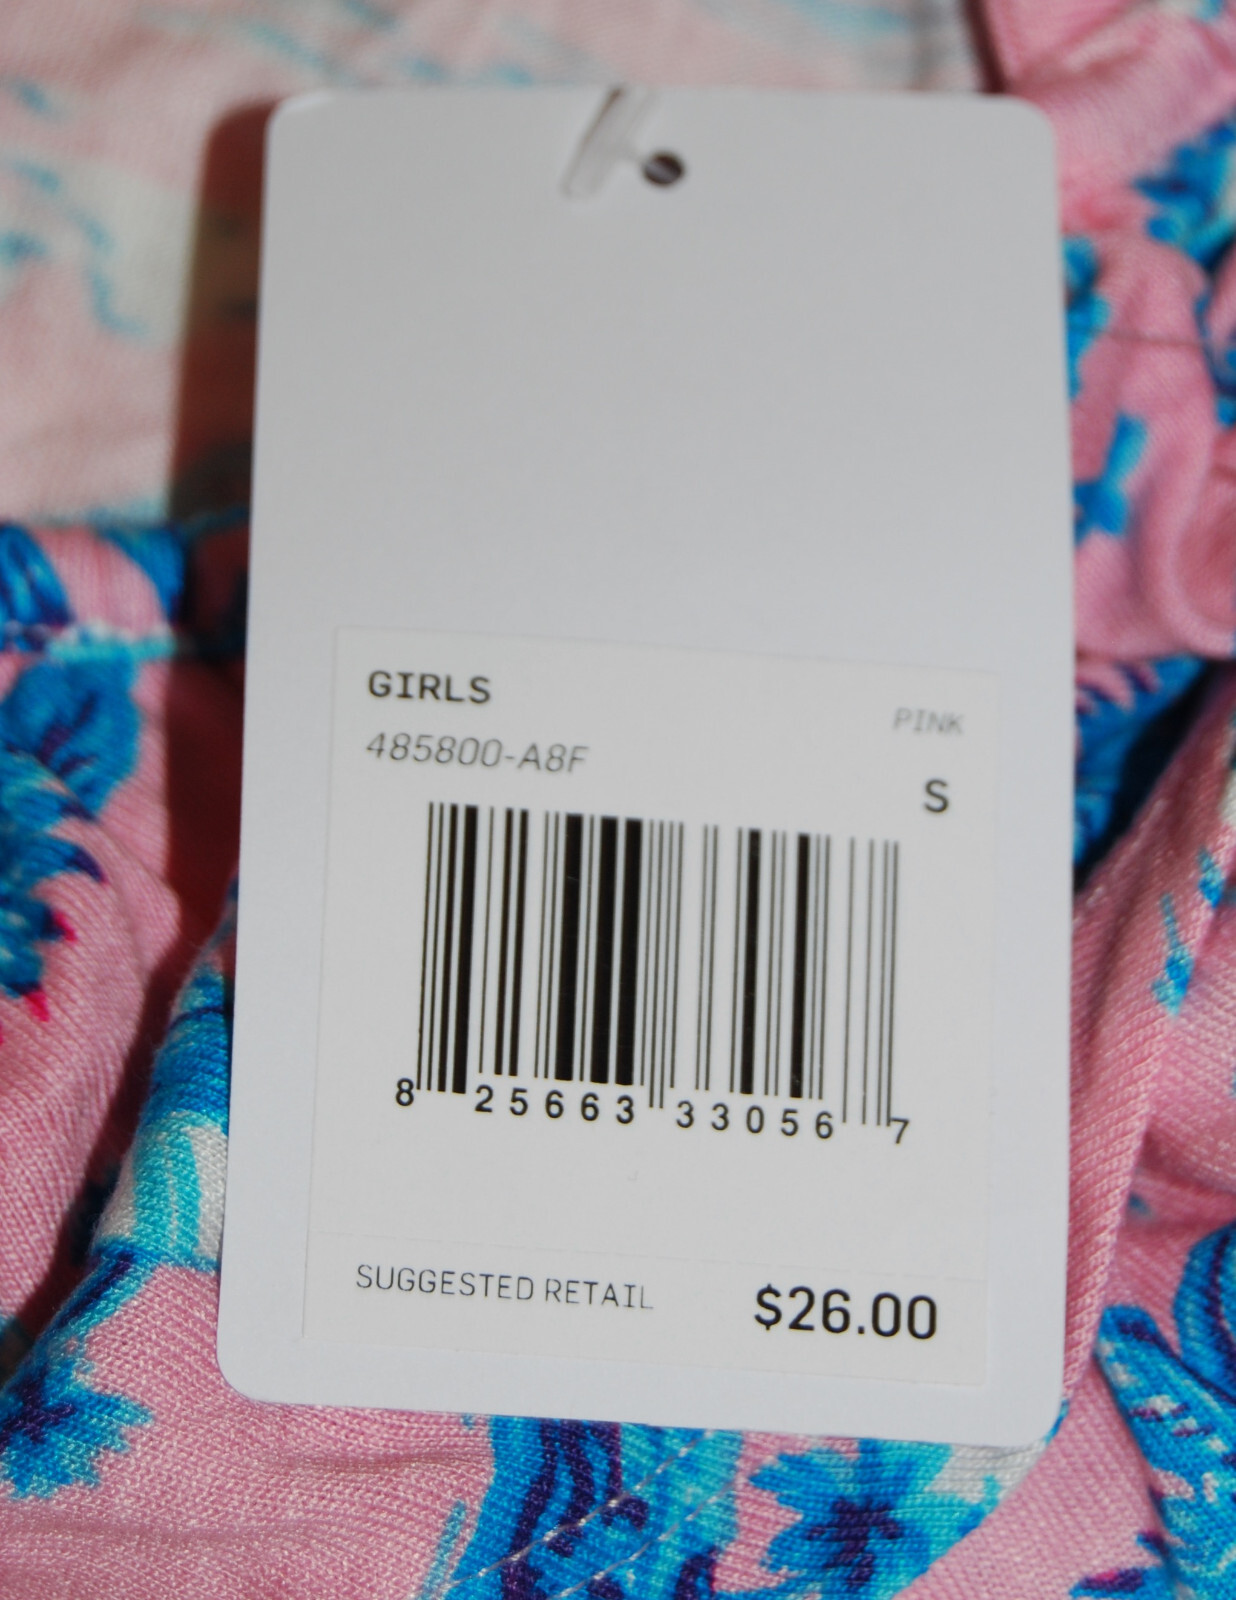 GIRLS
PINK
485800-A8F
S
8 25663 33056 7
SUGGESTED RETAIL $26.00